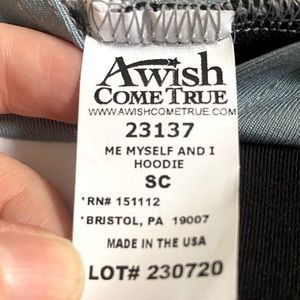 A wish
COME TRUE
WWW.AWISHCOMETRUE.COM
23137
ME MYSELF AND I
HOODIE
SC
*RN# 151112
*BRISTOL, PA 19007
MADE IN THE USA
LOT# 230720